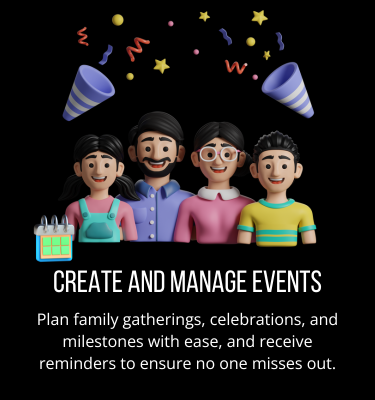 CREATE AND MANAGE EVENTS
Plan family gatherings, celebrations, and
milestones with ease, and receive
reminders to ensure no one misses out.